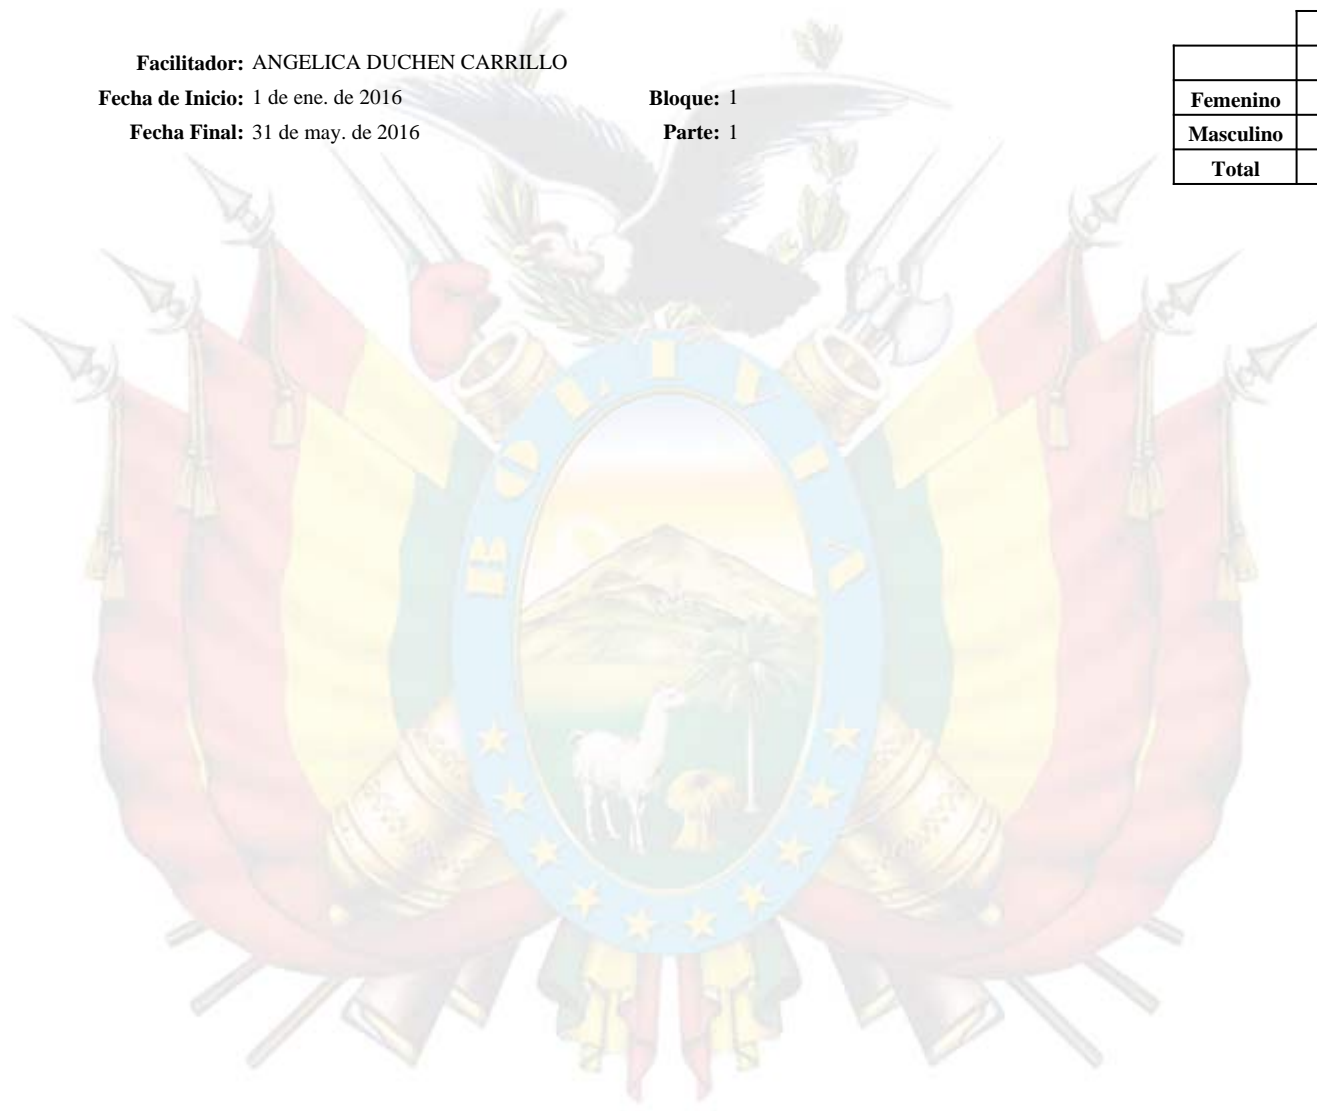 Facilitador: ANGELICA DUCHEN CARRILLO
Fecha de Inicio: 1 de ene. de 2016 Bloque: 1
Fecha Final: 31 de may. de 2016 Parte: 1
Femenino
Masculino
Total
BOLIVIA